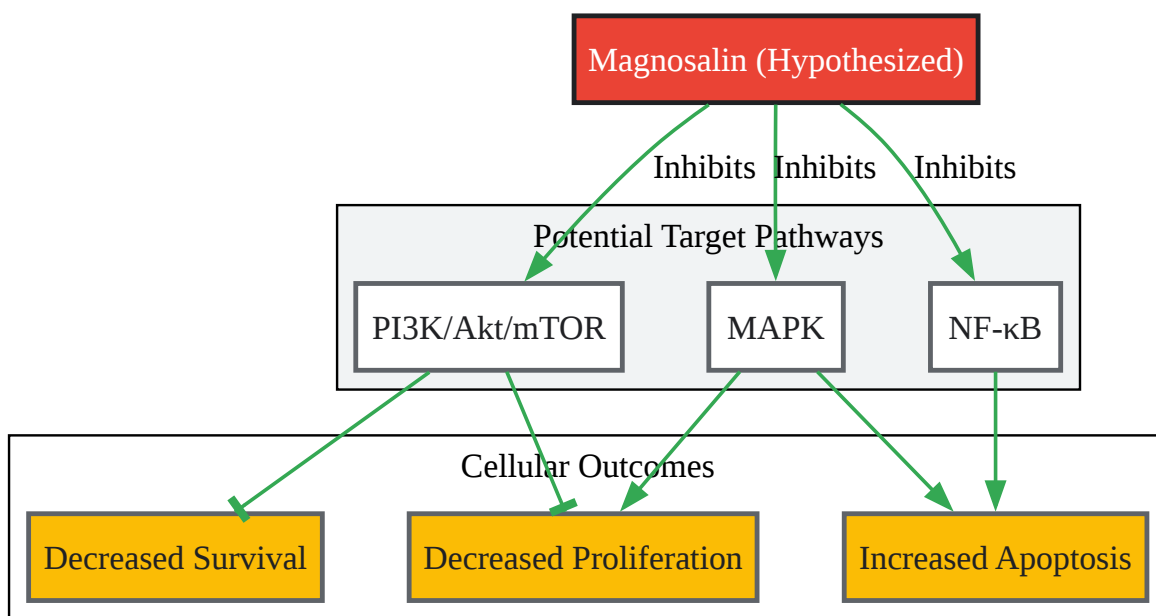 Magnosalin (Hypothesized)
Inhibits
Inhibits
Inhibits
Potential Target Pathways
PI3K/Akt/mTOR
MAPK
NF-κB
Cellular Outcomes
Decreased Survival
Decreased Proliferation
Increased Apoptosis